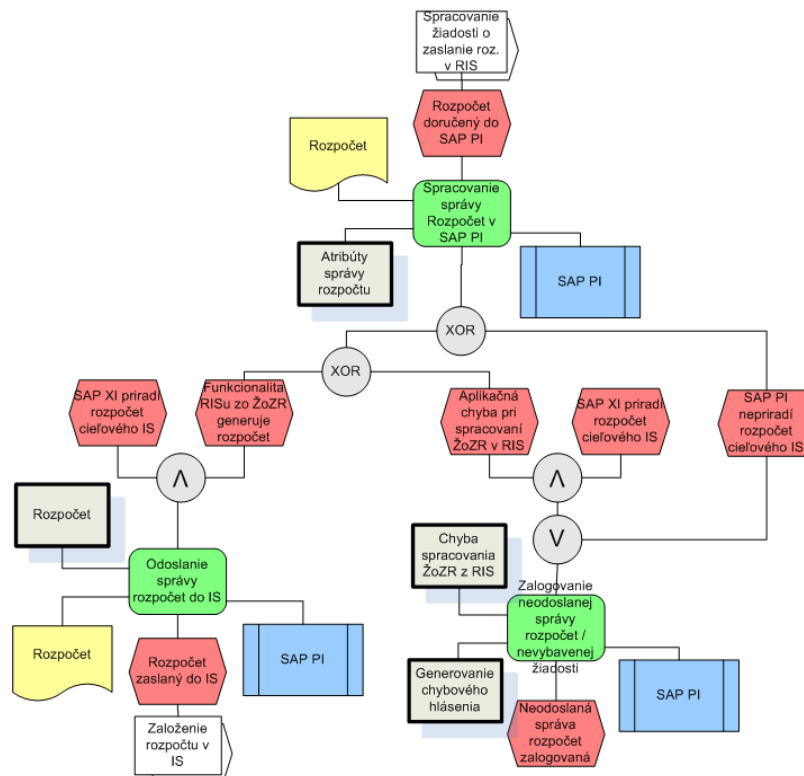 Spracovanie
žiadosti o
zaslanie roz.
v RIS
Rozpočet
doručený do
SAP PI
Rozpočet
Spracovanie
správy
Rozpočet v
SAP PI
Atribúty
správy
rozpočtu
SAP PI
XOR
XOR
SAP XI priradí
rozpočet
cieľového IS
Funkcionalita
RISu zo ŽoZR
generuje
rozpočet
Aplikačná
chyba pri
spracovaní
ŽoZR v RIS
SAP XI priradí
rozpočet
cieľového IS
SAP PI
nepriradí
rozpočet
cieľového IS
Λ
Λ
V
Rozpočet
Odoslanie
správy
rozpočet do IS
Rozpočet
Rozpočet
zaslaný do IS
SAP PI
Založenie
rozpočtu v
IS
Chyba
spracovania
ŽoZR z RIS
Zalogovanie
neodoslanej
správy
rozpočet /
nevybavenej
žiadosti
Generovanie
chybového
hlásenia
SAP PI
Neodoslaná
správa
rozpočet
zalogovaná